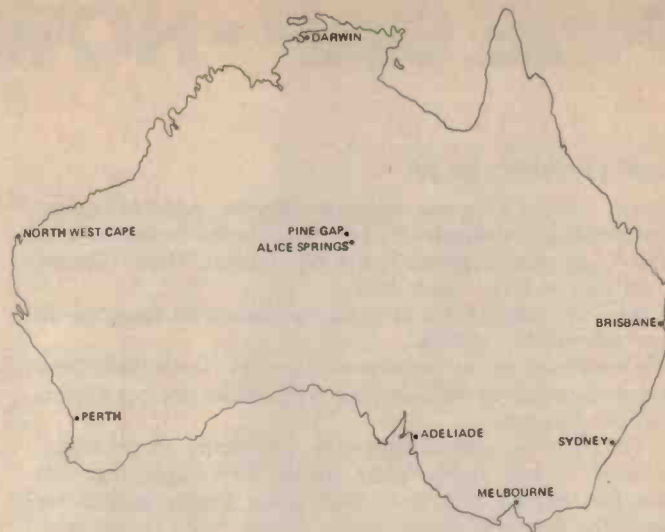 DARWIN
NORTH WEST CAPE
PINE GAP
ALICE SPRINGS
BRISBANE
PERTH
ADELIADE
SYDNEY
MELBOURNE